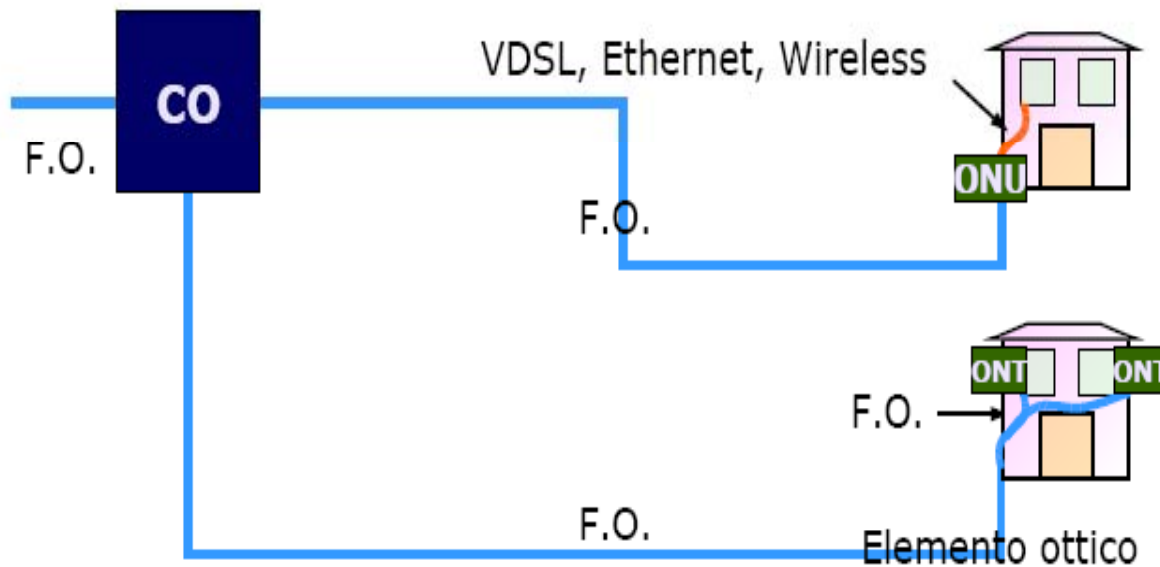 VDSL, Ethernet, Wireless
CO
F.O.
ONU
F.O.
ONT
ONT
F.O.
F.O.
Elemento ottico